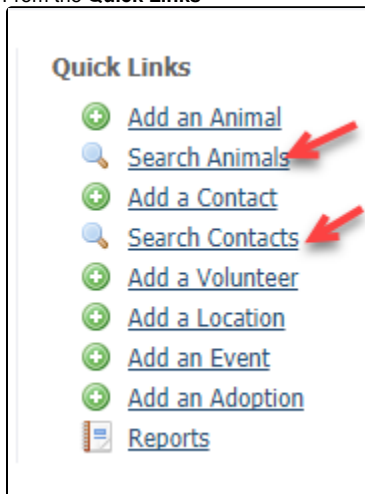 From the Quick Links
Quick Links
Add an Animal
Search Animals
Add a Contact
Search Contacts
Add a Volunteer
Add a Location
Add an Event
Add an Adoption
Reports